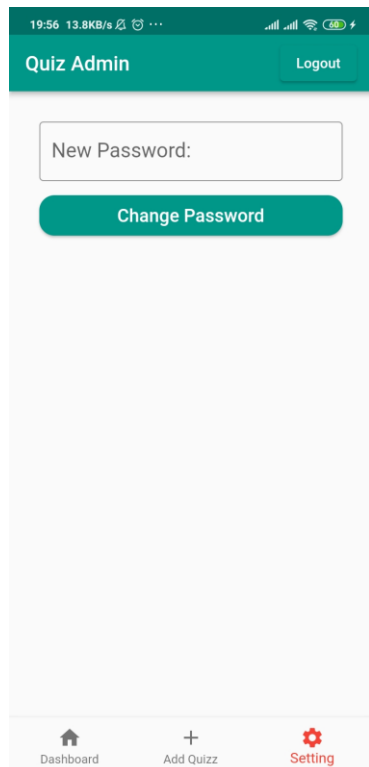 19:56 13.8KB/s ... 60
Quiz Admin Logout
New Password:
Change Password
Dashboard Add Quizz Setting